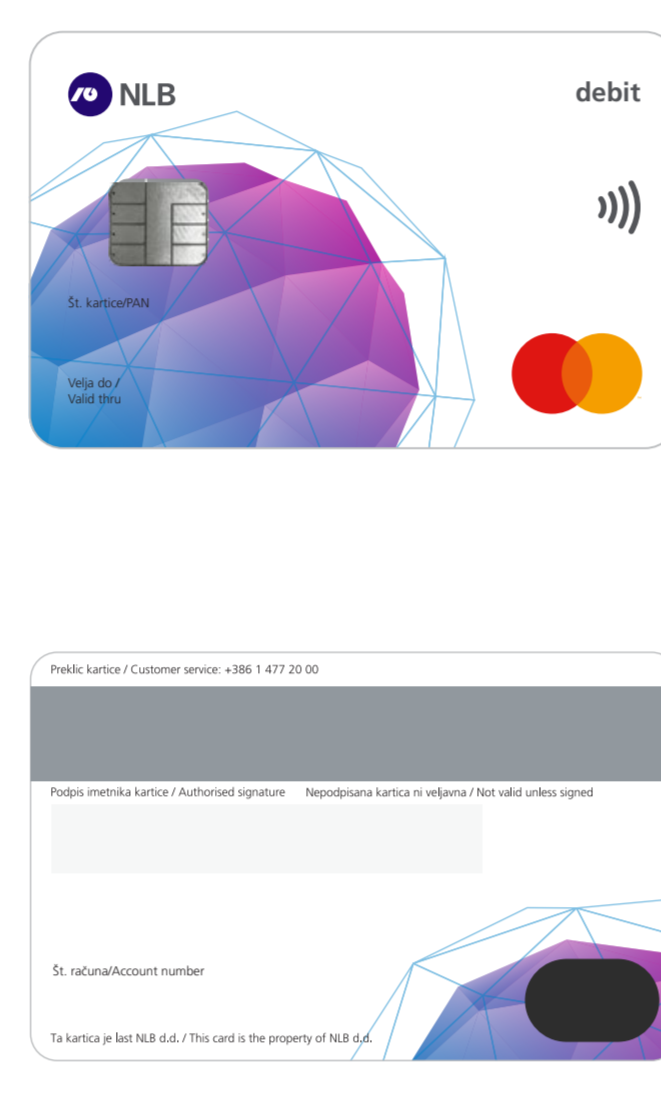 NLB
debit
Št. kartice/PAN
Velja do /
Valid thru
Preklic kartice / Customer service: +386 1 477 20 00
Podpis imetnika kartice / Authorised signature Nepodpisana kartica ni veljavna / Not valid unless signed
Št. računa/Account number
Ta kartica je last NLB d.d. / This card is the property of NLB d.d.